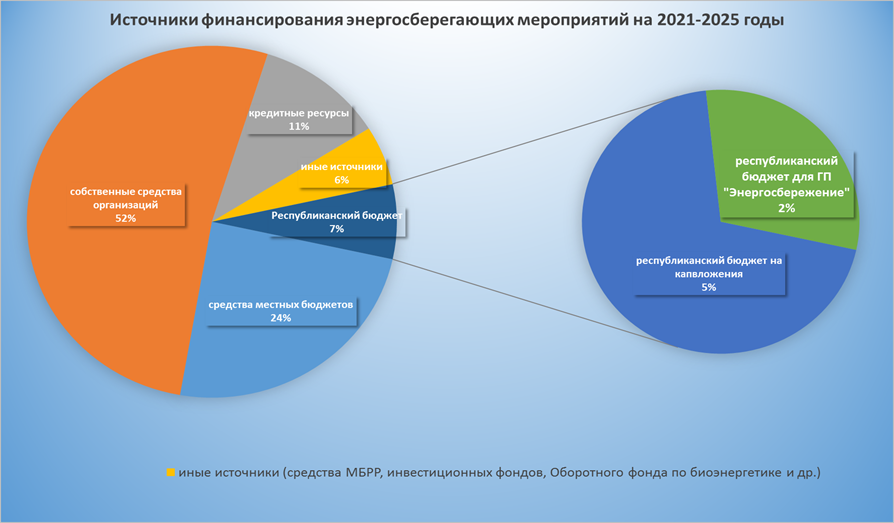 Источники финансирования энергосберегающих мероприятий на 2021-2025 годы
кредитные ресурсы
11%
иные источники
6%
собственные средства
организаций
52%
Республиканский бюджет
7%
средства местных бюджетов
24%
республиканский
бюджет для ГП
"Энергосбережение"
2%
республиканский бюджет на
капвложения
5%
иные источники (средства МБРР, инвестиционных фондов, Оборотного фонда по биоэнергетике и др.)